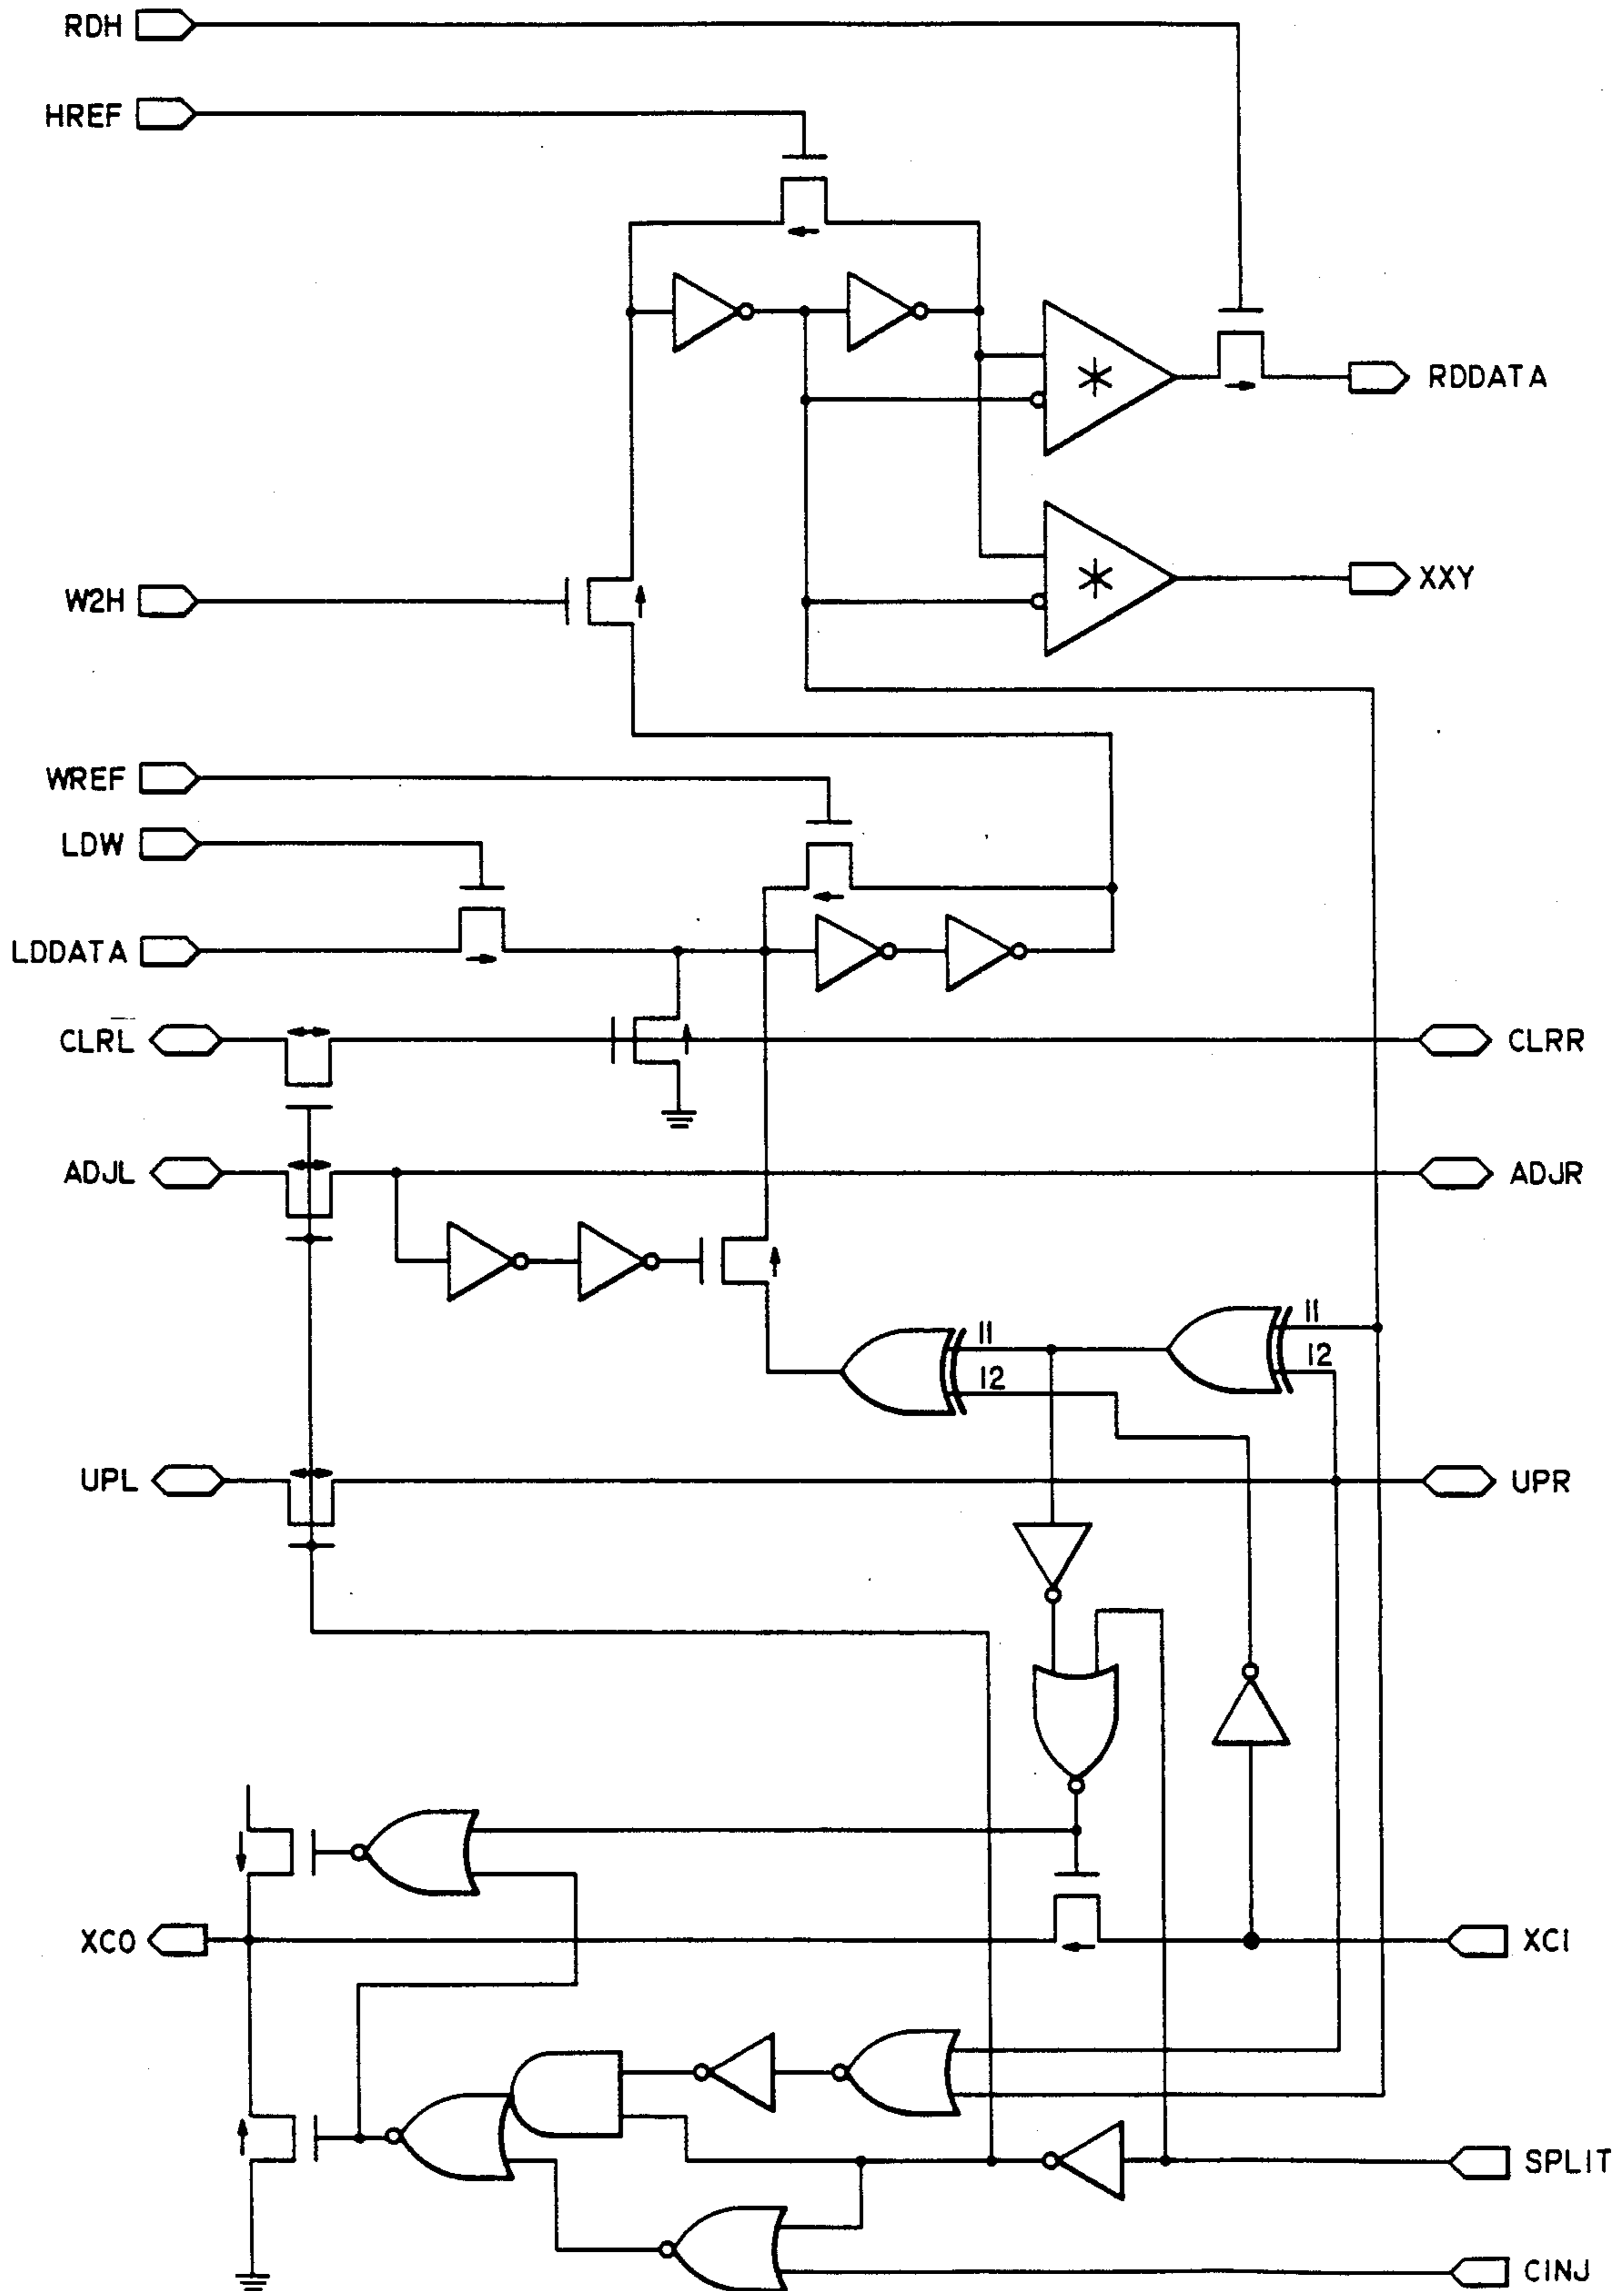 RDH
HREF
RDDATA
W2H
XXY
WREF
LDW
LDDATA
CLRL
CLRR
ADJL
ADJR
I1
I2
I1
I2
UPL
UPR
XCO
XCI
SPLIT
CINJ